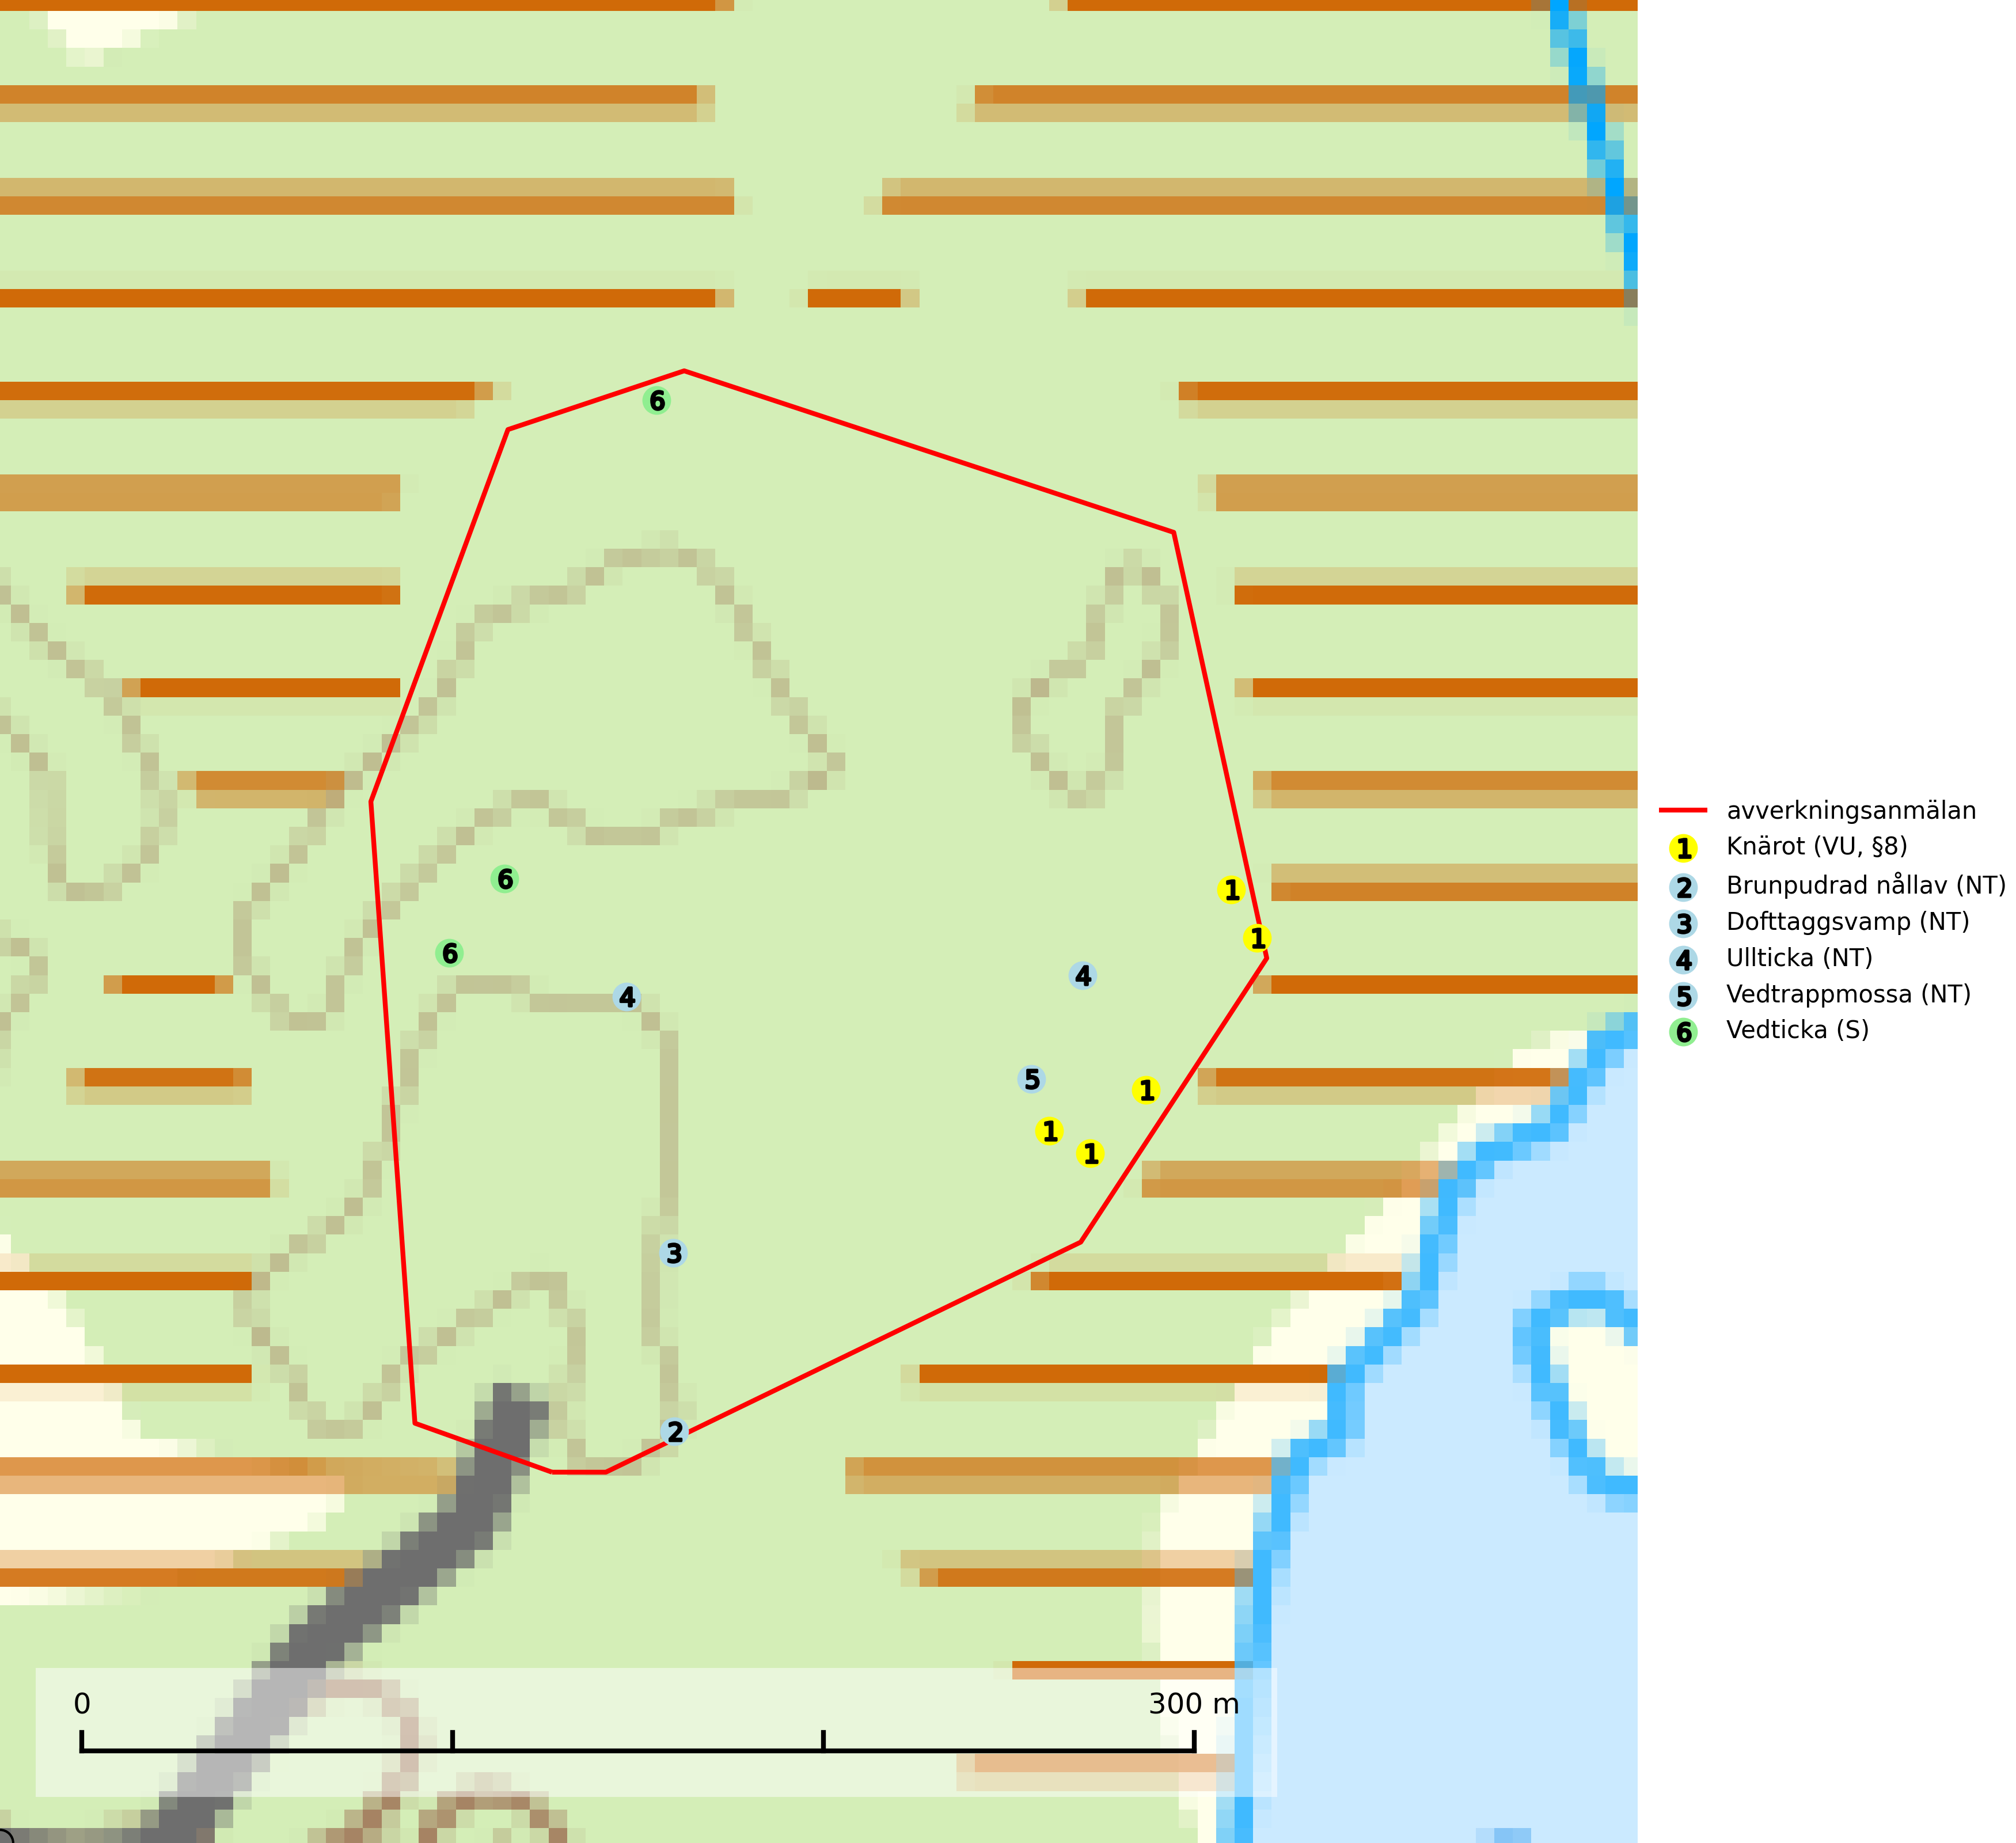 6
6
6
4
4
1
1
5
1
1
1
3
2
avverkningsanmälan
1 Knärot (VU, §8)
2 Brunpudrad nållav (NT)
3 Dofttaggsvamp (NT)
4 Ullticka (NT)
5 Vedtrappmossa (NT)
6 Vedticka (S)
0 300 m